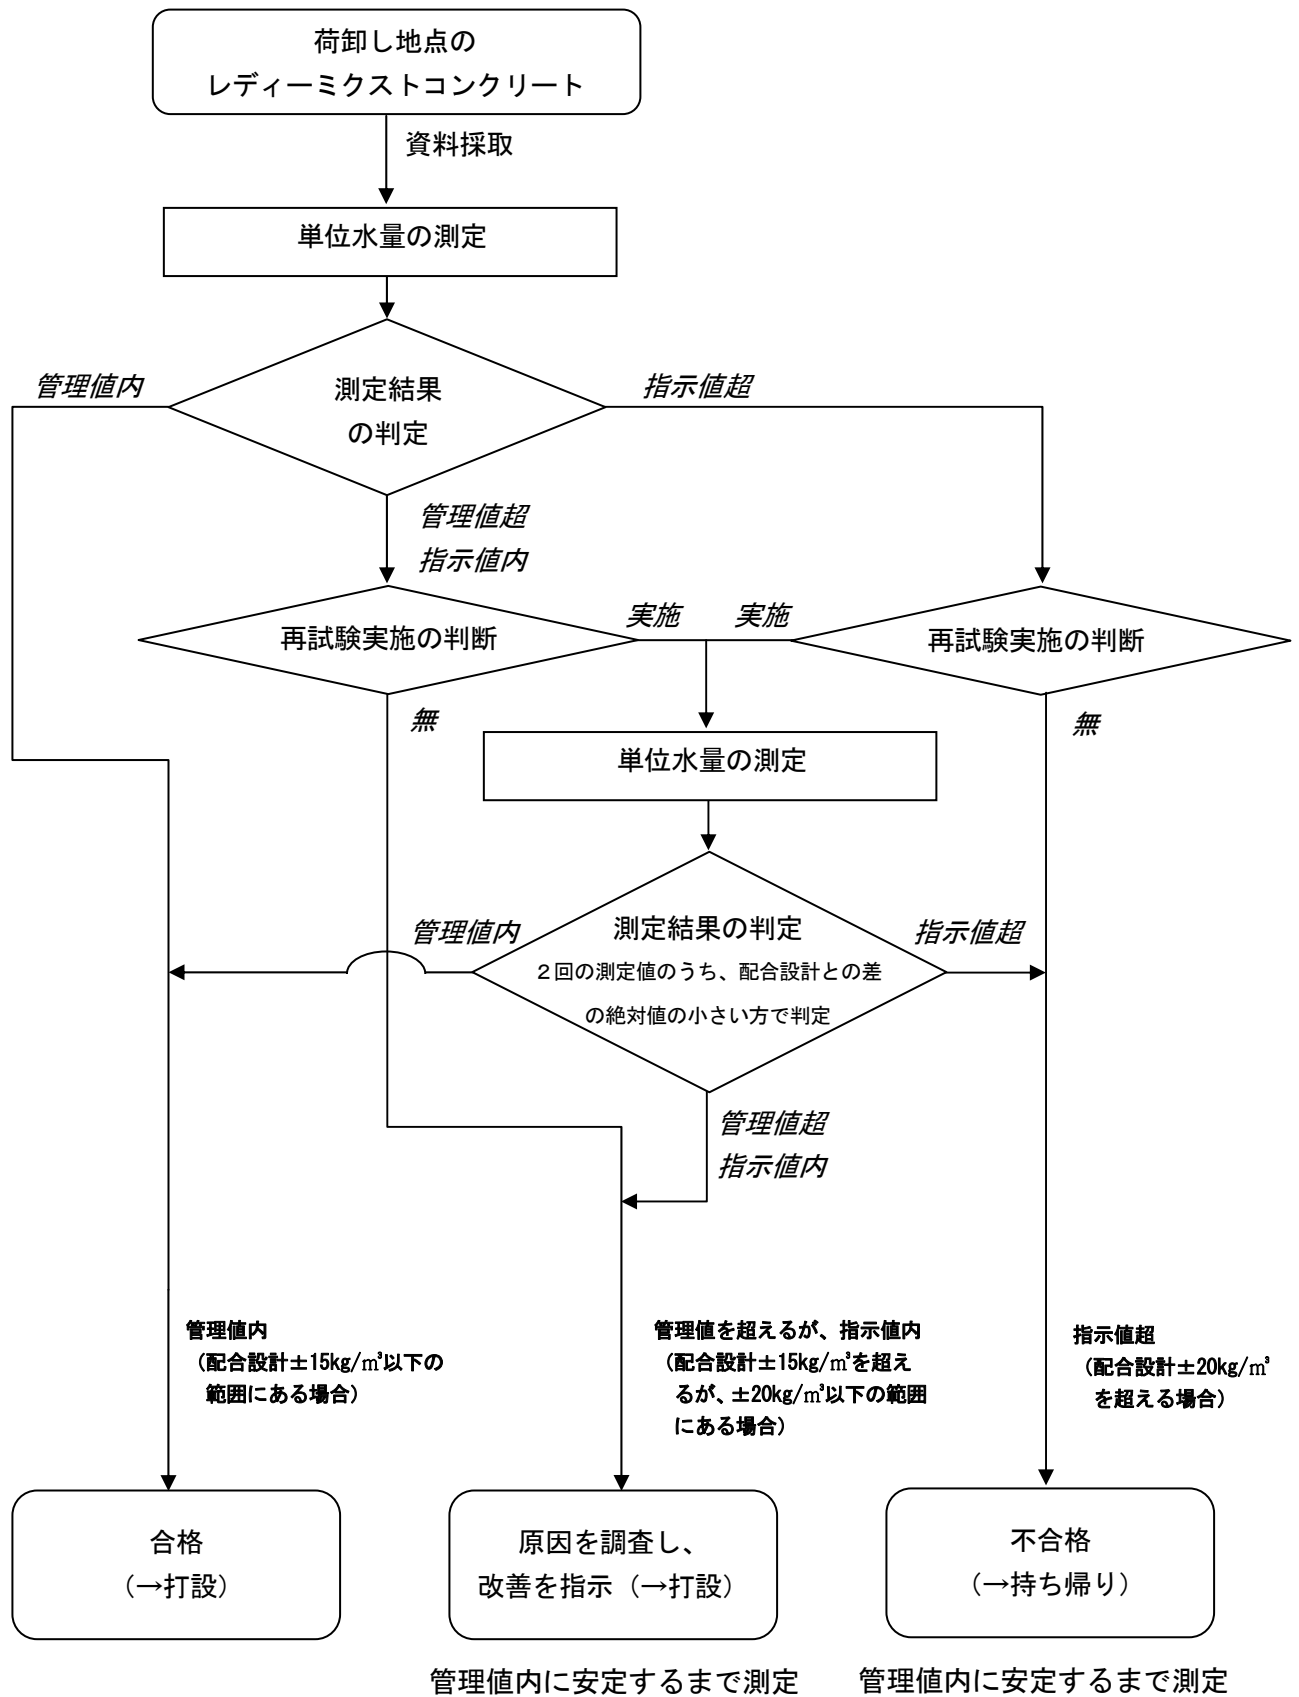 荷卸し地点の
レディーミクストコンクリート
資料採取
単位水量の測定
管理値内
測定結果
の判定
指示値超
管理値超
指示値内
再試験実施の判断
実施
実施
再試験実施の判断
無
無
単位水量の測定
管理値内
測定結果の判定
２回の測定値のうち、配合設計との差
の絶対値の小さい方で判定
指示値超
管理値超
指示値内
管理値内
（配合設計±15kg/㎥以下の
範囲にある場合）
管理値を超えるが、指示値内
（配合設計±15kg/㎥を超え
るが、±20kg/㎥以下の範囲
にある場合）
指示値超
（配合設計±20kg/㎥
を超える場合）
合格
（→打設）
原因を調査し、
改善を指示（→打設）
不合格
（→持ち帰り）
管理値内に安定するまで測定
管理値内に安定するまで測定